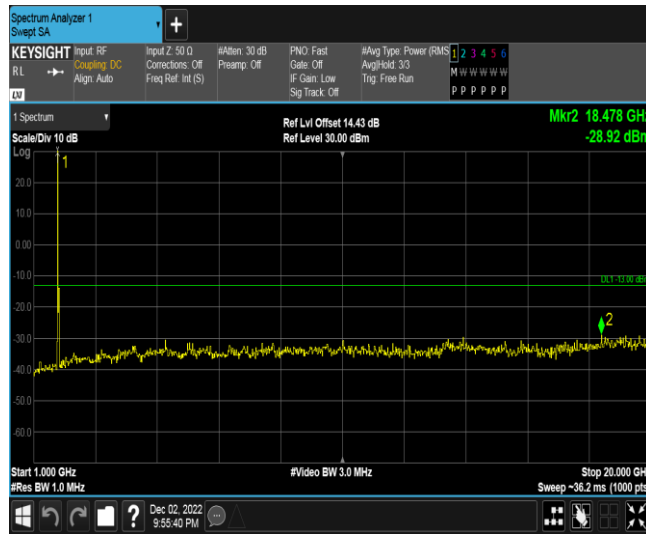 Spectrum Analyzer 1
Swept SA
+
KEYSIGHT
RL
LXI
Input: RF
Coupling: DC
Align: Auto
Input Z: 50 Ω
Corrections: Off
Freq Ref: Int (S)
#Atten: 30 dB
Preamp: Off
PNO: Fast
Gate: Off
IF Gain: Low
Sig Track: Off
#Avg Type: Power (RMS
Avg|Hold: 3/3
Trig: Free Run
1 2 3 4 5 6
M W W W W W
P P P P P P
1 Spectrum
Scale/Div 10 dB
Log
Ref Lvl Offset 14.43 dB
Ref Level 30.00 dBm
Mkr2 18.478 GHz
-28.92 dBm
1
20.0
10.0
0.00
-10.0
DL1 -13.00 dBm
-20.0
2
-30.0
-40.0
-50.0
-60.0
Start 1.000 GHz
#Res BW 1.0 MHz
#Video BW 3.0 MHz
Stop 20.000 GHz
Sweep ~36.2 ms (1000 pts)
?
Dec 02, 2022
9:55:40 PM